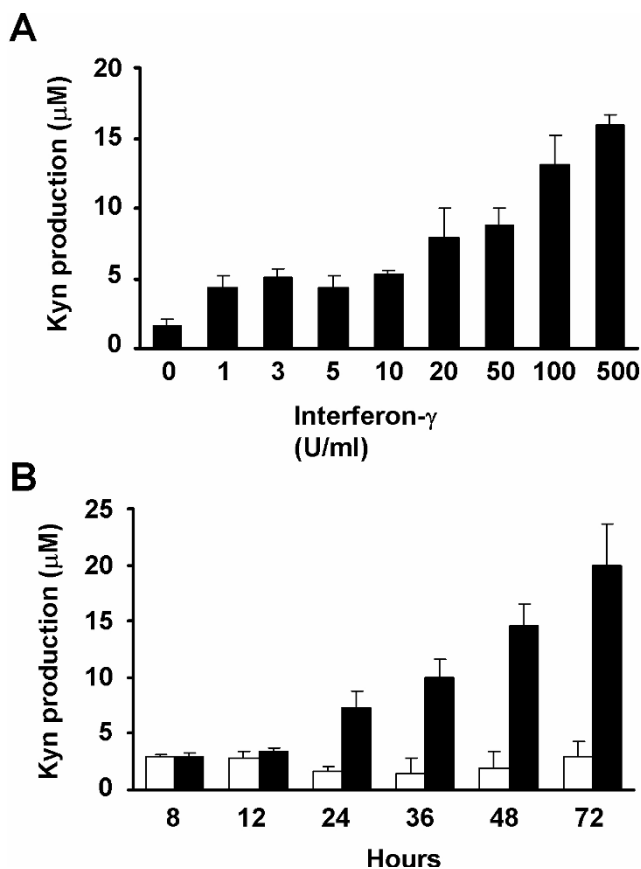 A
Kyn production (μM)
20
15
10
5
0
0 1 3 5 10 20 50 100 500
Interferon-γ
(U/ml)
B
Kyn production (μM)
25
20
15
10
5
0
8 12 24 36 48 72
Hours